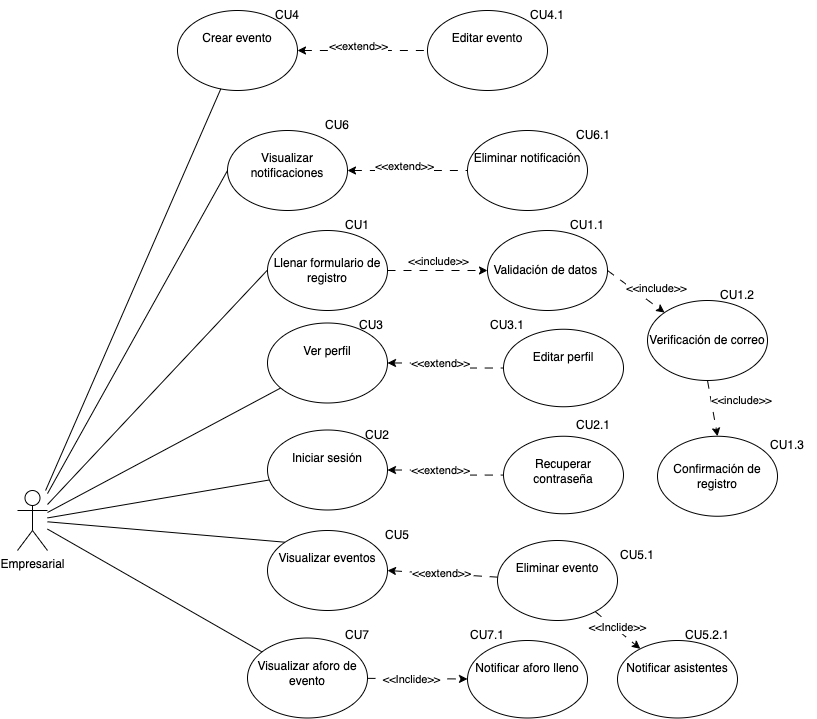 CU4
CU4.1
Crear evento
<<extend>>
Editar evento
CU6
CU6.1
Visualizar
notificaciones
<<extend>>
Eliminar notificación
CU1
CU1.1
Llenar formulario de
registro
<<include>>
Validación de datos
<<include>>
CU1.2
Verificación de correo
<<include>>
CU3
CU3.1
Ver perfil
<<extend>>
Editar perfil
CU2
CU2.1
Iniciar sesión
<<extend>>
Recuperar
contraseña
CU1.3
Confirmación de
registro
Empresarial
CU5
CU5.1
Visualizar eventos
<<extend>>
Eliminar evento
<<Inclide>>
CU7
CU7.1
CU5.2.1
Visualizar aforo de
evento
<<Inclide>>
Notificar aforo lleno
Notificar asistentes